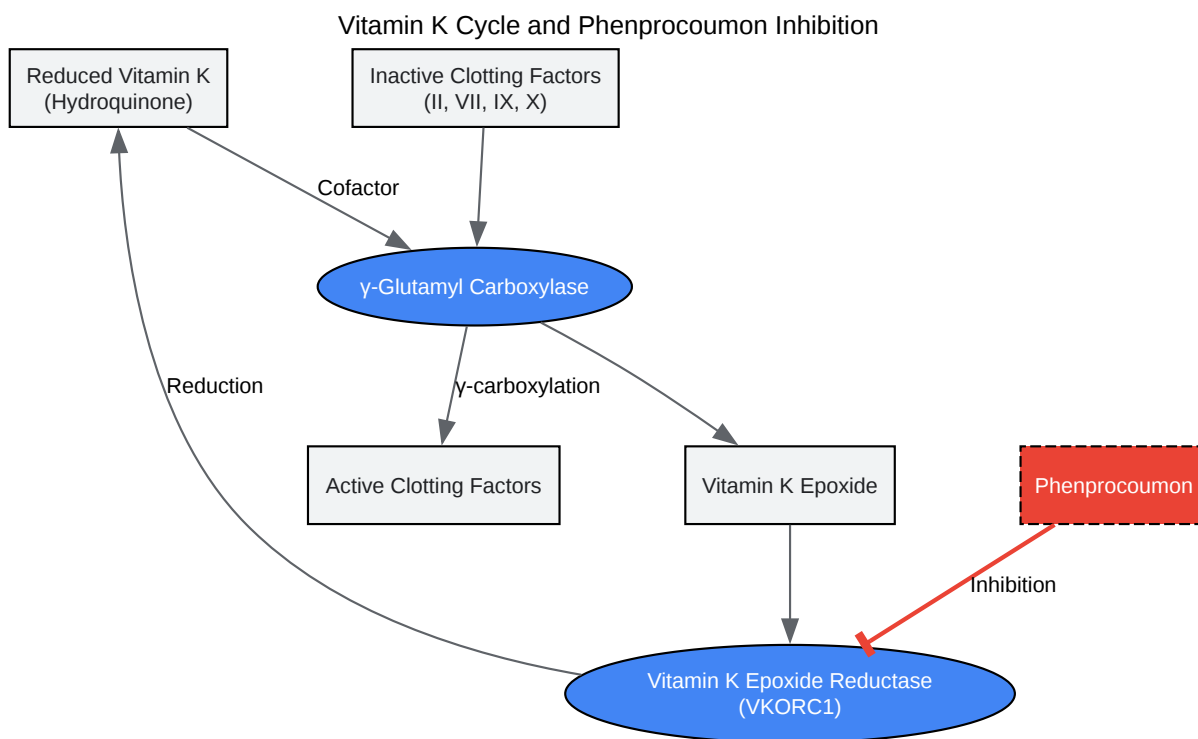 Vitamin K Cycle and Phenprocoumon Inhibition
Reduced Vitamin K
(Hydroquinone)
Inactive Clotting Factors
(II, VII, IX, X)
Cofactor
γ-Glutamyl Carboxylase
Reduction
γ-carboxylation
Active Clotting Factors
Vitamin K Epoxide
Phenprocoumon
Inhibition
Vitamin K Epoxide Reductase
(VKORC1)